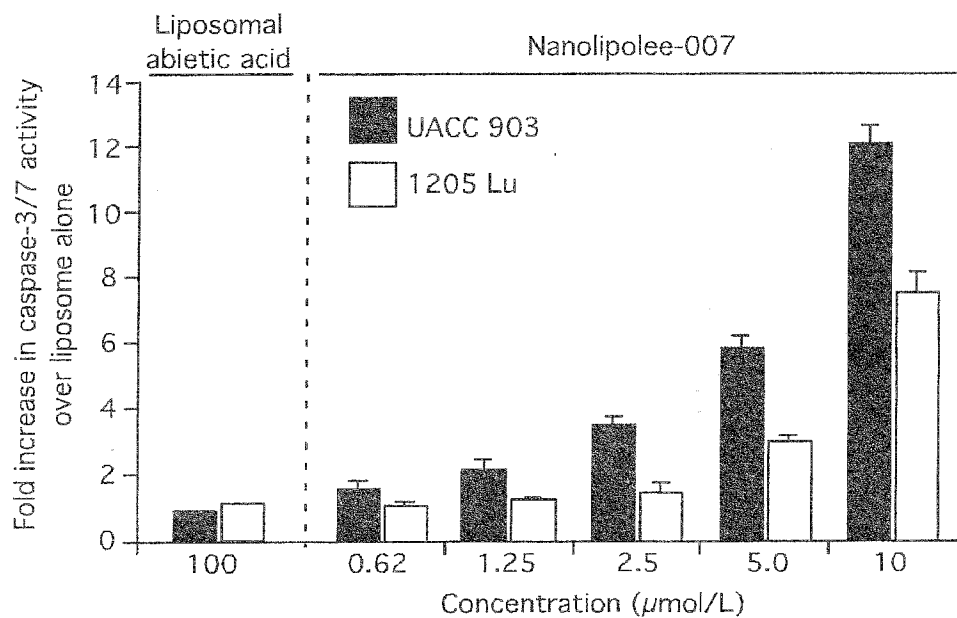 Liposomal
abietic acid
Nanolipolee-007
Fold increase in caspase-3/7 activity
over liposome alone
14
12
10
8
6
4
2
0
UACC 903
1205 Lu
100
0.62
1.25
2.5
5.0
10
Concentration (μmol/L)